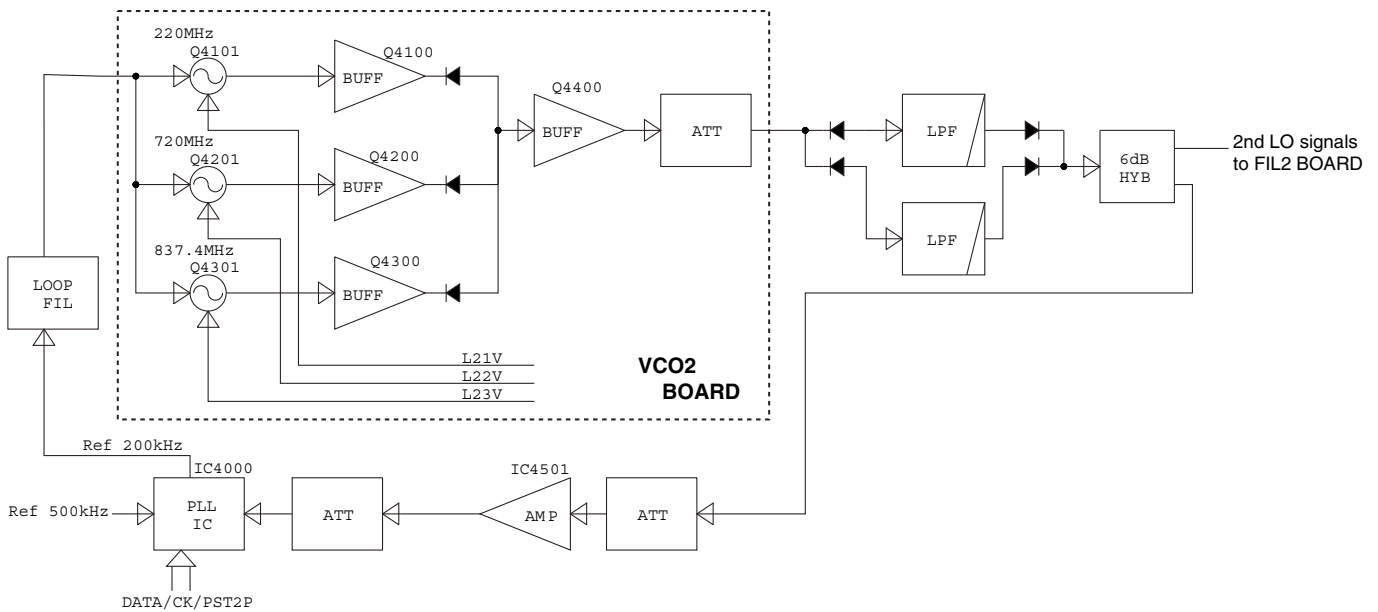 220MHz
Q4101
Q4100
BUFF
Q4400
BUFF
ATT
LPF
720MHz
Q4201
Q4200
BUFF
6dB
HYB
2nd LO signals
to FIL2 BOARD
LPF
837.4MHz
Q4301
Q4300
BUFF
LOOP
FIL
L21V
L22V
L23V
VCO2
BOARD
Ref 200kHz
IC4000
IC4501
Ref 500kHz
PLL
IC
ATT
AMP
ATT
DATA/CK/PST2P